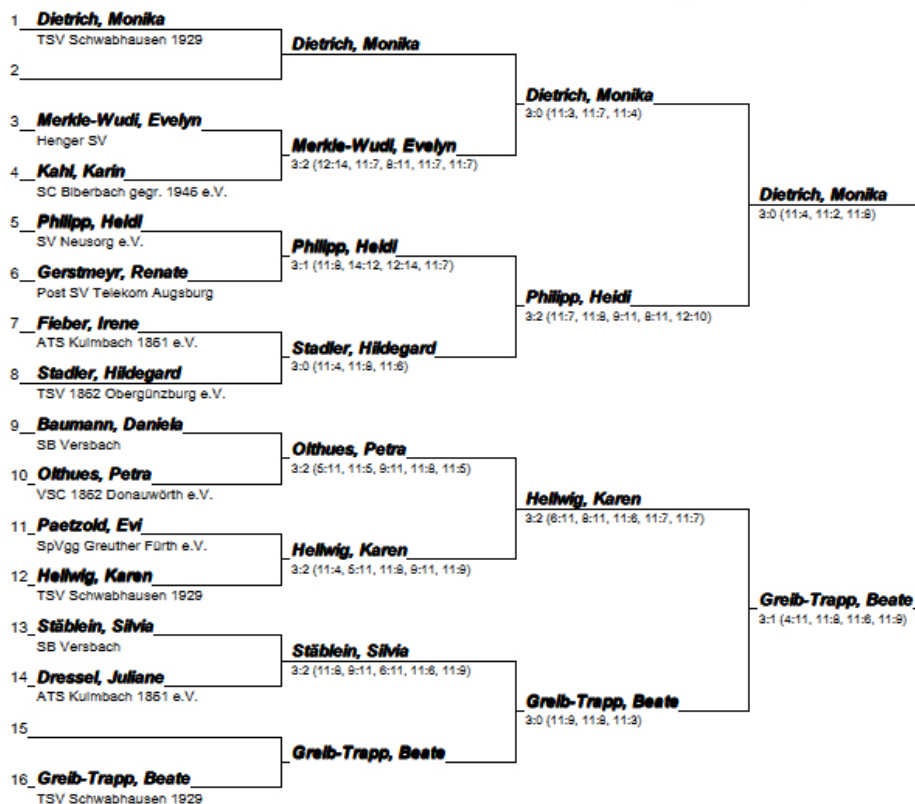 1 Dietrich, Monika
TSV Schwabhausen 1929
2
3 Merkle-Wudi, Evelyn
Henger SV
4 Kahl, Karin
SC Biberbach gegr. 1946 e.V.
5 Philipp, Heidi
SV Neusorg e.V.
6 Gerstmeyr, Renate
Post SV Telekom Augsburg
7 Fieber, Irene
ATS Kulmbach 1861 e.V.
8 Stadler, Hildegard
TSV 1862 Obergünzburg e.V.
9 Baumann, Daniela
SB Versbach
10 Olthues, Petra
VSC 1862 Donauwörth e.V.
11 Paetzold, Evi
SpVgg Greuther Fürth e.V.
12 Hellwig, Karen
TSV Schwabhausen 1929
13 Stäblein, Silvia
SB Versbach
14 Dressel, Juliane
ATS Kulmbach 1861 e.V.
15
16 Greib-Trapp, Beate
TSV Schwabhausen 1929
Dietrich, Monika
Merkle-Wudi, Evelyn
3:2 (12:14, 11:7, 8:11, 11:7, 11:7)
Philipp, Heidi
3:1 (11:8, 14:12, 12:14, 11:7)
Stadler, Hildegard
3:0 (11:4, 11:8, 11:6)
Olthues, Petra
3:2 (5:11, 11:5, 9:11, 11:8, 11:5)
Hellwig, Karen
3:2 (11:4, 5:11, 11:8, 9:11, 11:9)
Stäblein, Silvia
3:2 (11:8, 9:11, 6:11, 11:6, 11:9)
Greib-Trapp, Beate
Dietrich, Monika
3:0 (11:3, 11:7, 11:4)
Philipp, Heidi
3:2 (11:7, 11:8, 9:11, 8:11, 12:10)
Hellwig, Karen
3:2 (6:11, 8:11, 11:6, 11:7, 11:7)
Greib-Trapp, Beate
3:0 (11:9, 11:8, 11:3)
Dietrich, Monika
3:0 (11:4, 11:2, 11:8)
Greib-Trapp, Beate
3:1 (4:11, 11:8, 11:6, 11:9)